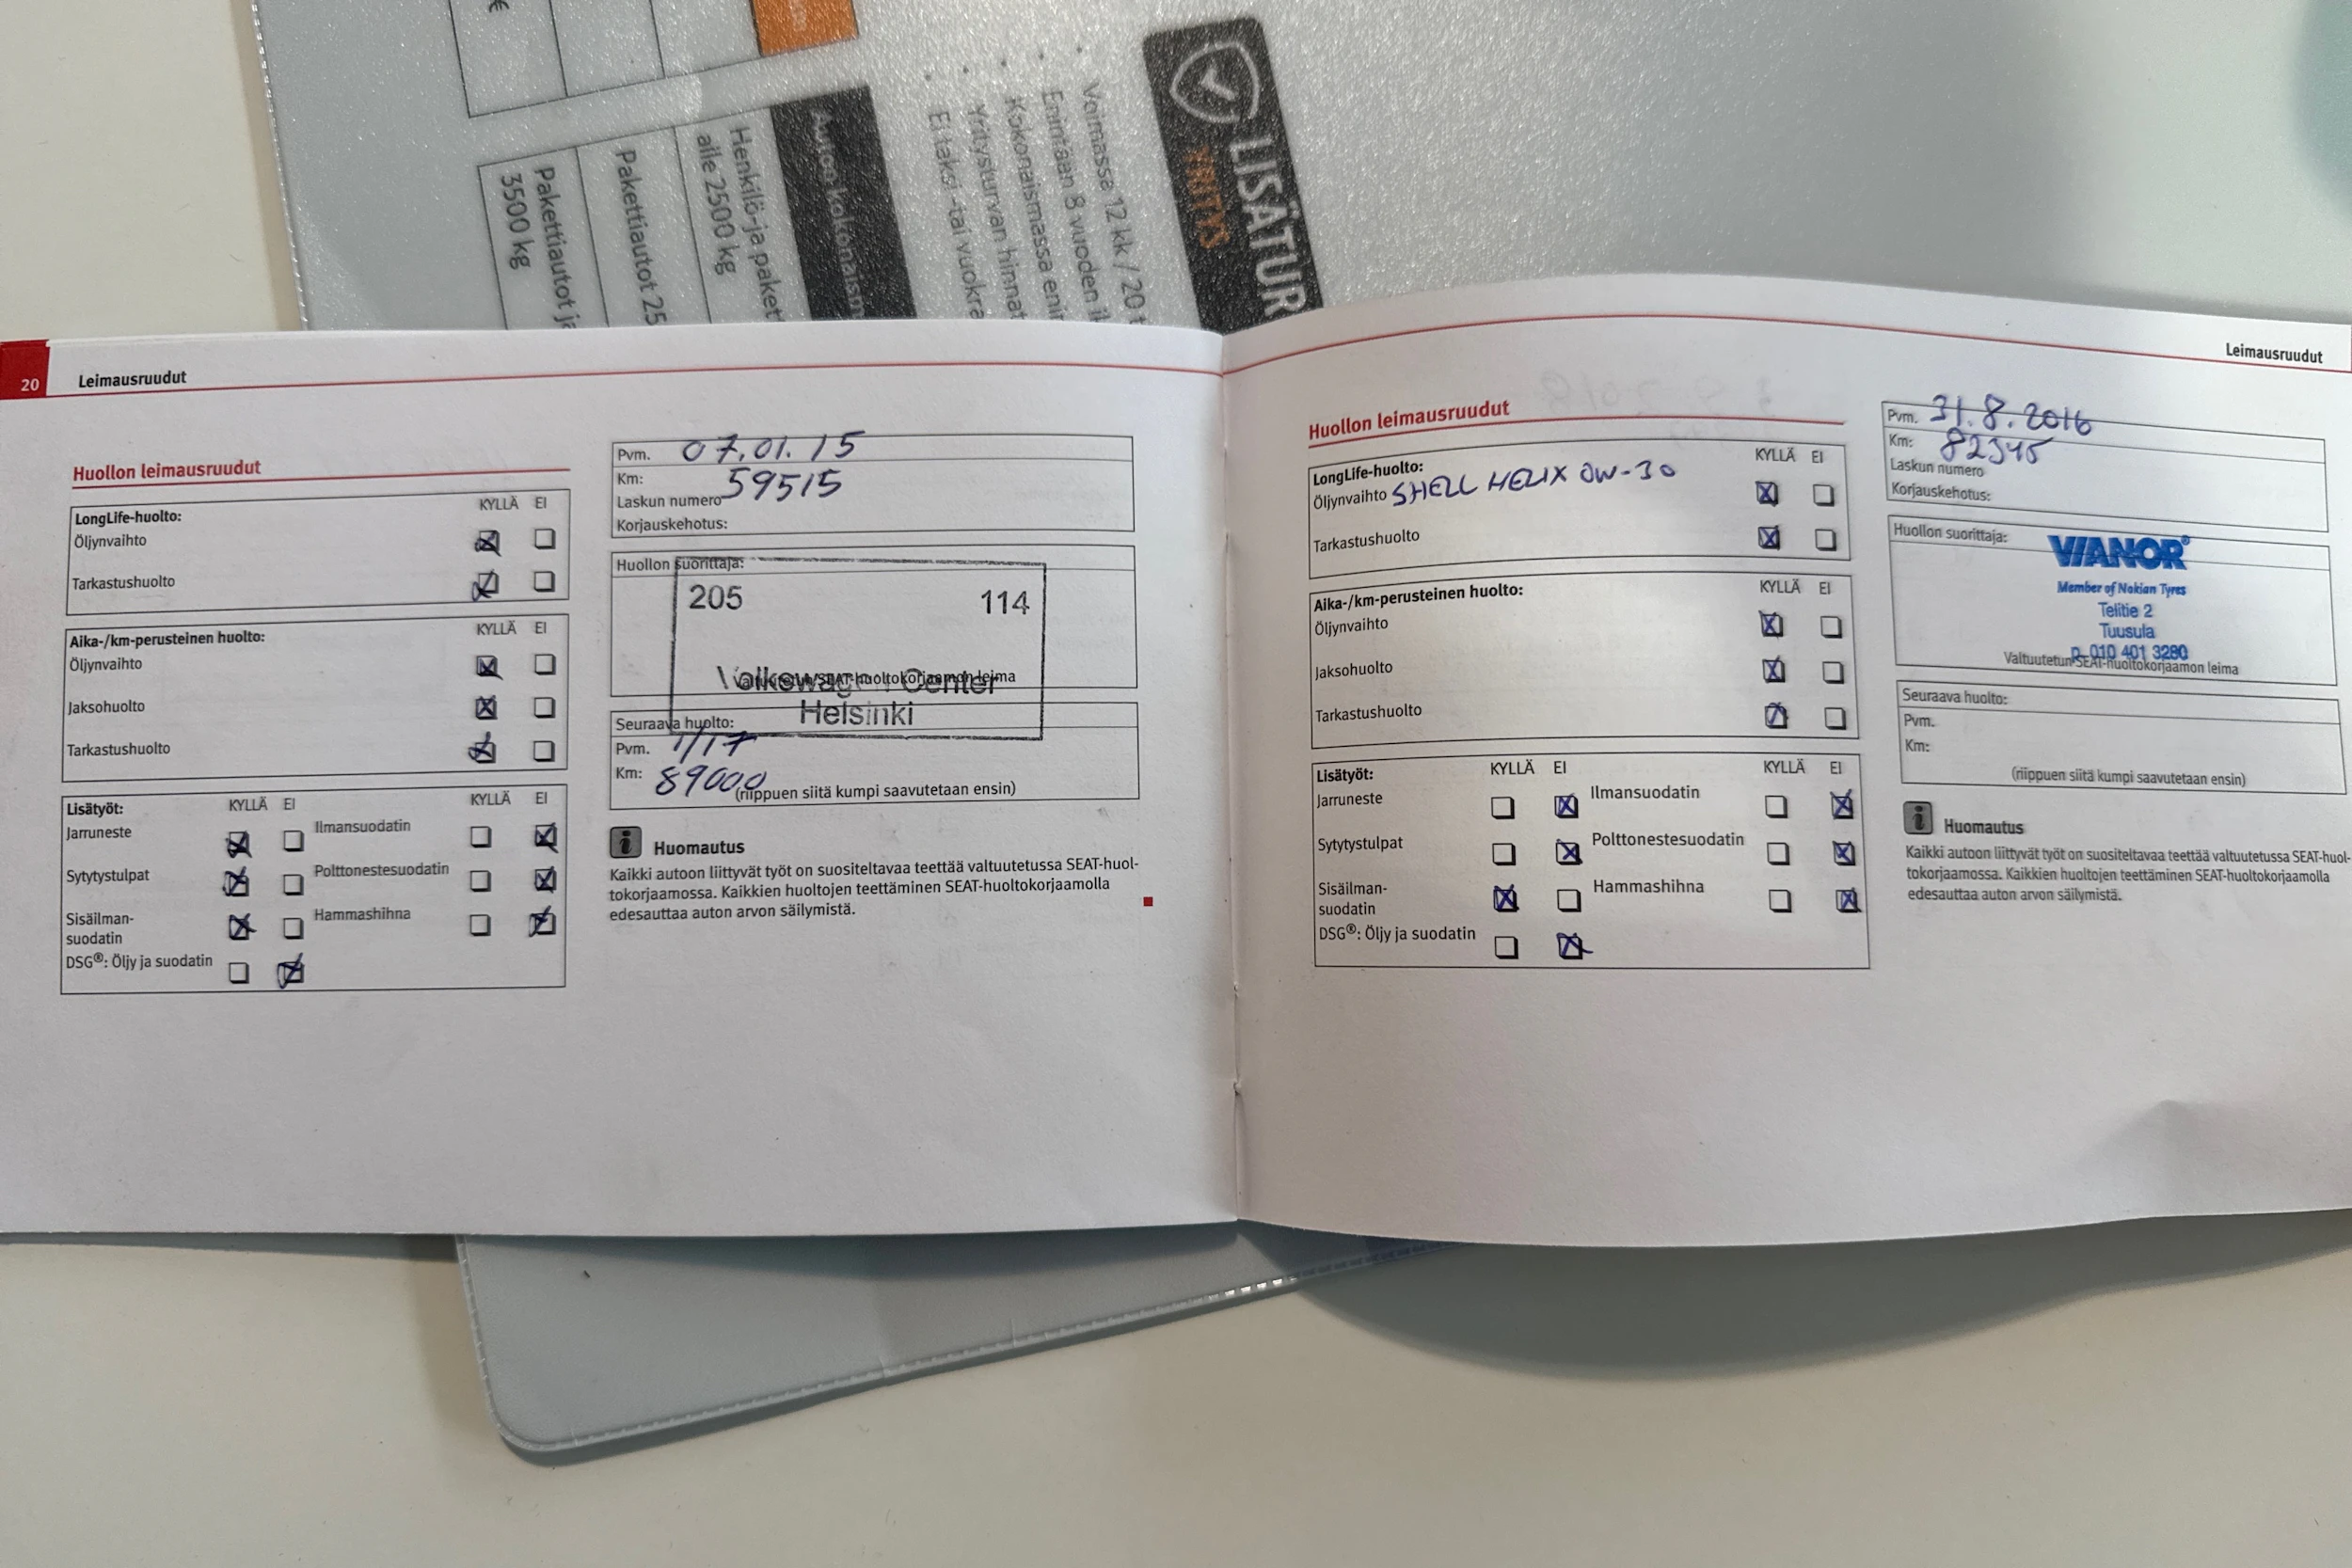 €
LISÄTUR
YRITYS
Voimassa 12 kk / 20 t
Enintään 8 vuoden i
Kokonaismassa enin
Yritysturvan hinnat
Ei taksi -tai vuokra
Auton kokonaism
Henkilö-ja paket
alle 2500 kg
Pakettiautot 25
Pakettiautot ja
3500 kg
20
Leimausruudut
Huollon leimausruudut
LongLife-huolto:
KYLLÄ EI
Öljynvaihto
Tarkastushuolto
Aika-/km-perusteinen huolto:
KYLLÄ EI
Öljynvaihto
Jaksohuolto
Tarkastushuolto
Lisätyöt:
KYLLÄ EI KYLLÄ EI
Jarruneste Ilmansuodatin
Sytytystulpat Polttonestesuodatin
Sisäilman-
suodatin Hammashihna
DSG®: Öljy ja suodatin
Pvm. 07.01.15
Km: 59515
Laskun numero
Korjauskehotus:
Huollon suorittaja:
205 114
Volkswagen Center
Valtuutetun SEAT-huoltokorjaamon leima
Helsinki
Seuraava huolto:
Pvm. 1/17
Km: 89000
(riippuen siitä kumpi saavutetaan ensin)
i Huomautus
Kaikki autoon liittyvät työt on suositeltavaa teettää valtuutetussa SEAT-huol-
tokorjaamossa. Kaikkien huoltojen teettäminen SEAT-huoltokorjaamolla
edesauttaa auton arvon säilymistä.
Leimausruudut
Huollon leimausruudut
LongLife-huolto:
KYLLÄ EI
Öljynvaihto SHELL HELIX 0W-30
Tarkastushuolto
Aika-/km-perusteinen huolto:
KYLLÄ EI
Öljynvaihto
Jaksohuolto
Tarkastushuolto
Lisätyöt:
KYLLÄ EI KYLLÄ EI
Jarruneste Ilmansuodatin
Sytytystulpat Polttonestesuodatin
Sisäilman-
suodatin Hammashihna
DSG®: Öljy ja suodatin
Pvm. 31.8.2016
Km: 82345
Laskun numero
Korjauskehotus:
Huollon suorittaja:
VIANOR®
Member of Nokian Tyres
Telitie 2
Tuusula
p. 010 401 3280
Valtuutetun SEAT-huoltokorjaamon leima
Seuraava huolto:
Pvm.
Km:
(riippuen siitä kumpi saavutetaan ensin)
i Huomautus
Kaikki autoon liittyvät työt on suositeltavaa teettää valtuutetussa SEAT-huol-
tokorjaamossa. Kaikkien huoltojen teettäminen SEAT-huoltokorjaamolla
edesauttaa auton arvon säilymistä.